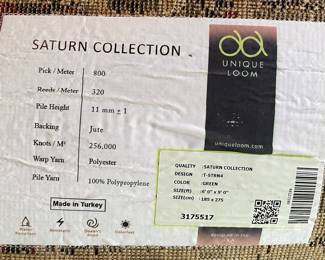 SATURN COLLECTION
UNIQUE
LOOM
Pick / Meter 800
Reeds / Meter 320
Pile Height 11 mm ± 1
Backing Jute
Knots / M² 256,000
Warp Yarn Polyester
Pile Yarn 100% Polypropylene
uniqueloom.com
Made in Turkey
QUALITY :SATURN COLLECTION
DESIGN :T-STRN4
COLOR :GREEN
SIZE(ft) :6' 0" x 9' 0"
SIZE(cm) :185 x 275
3175517